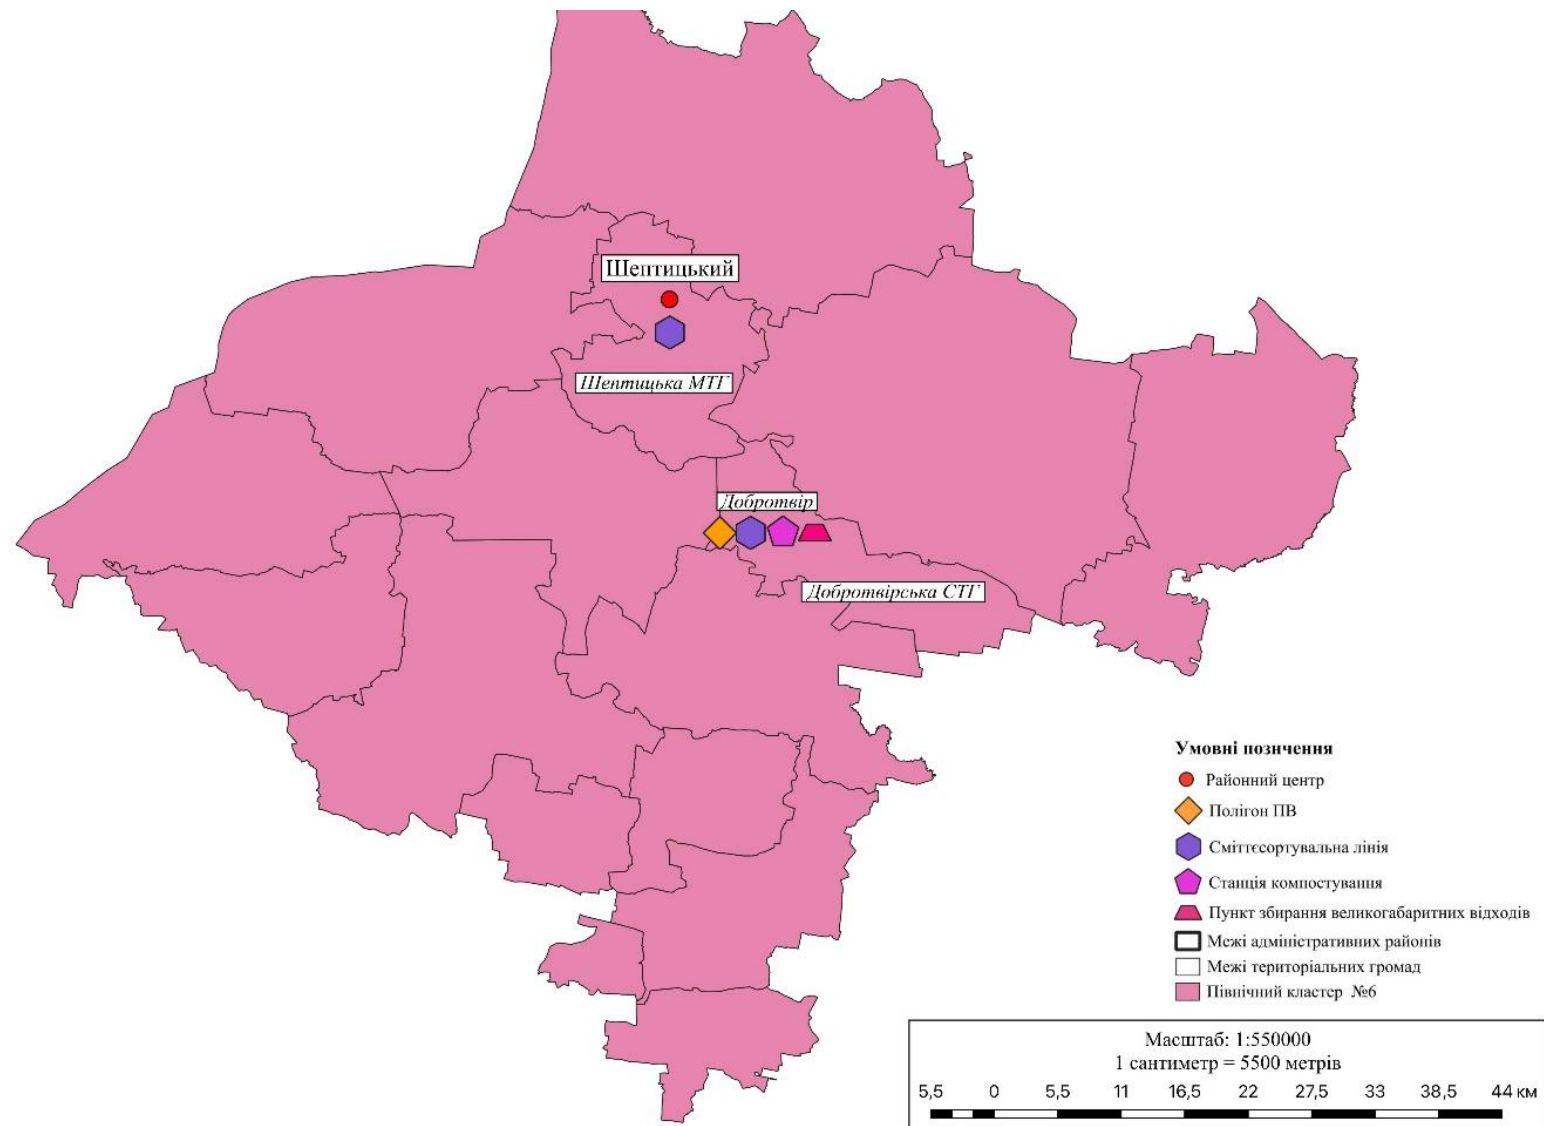 Шептицький
Шептицька МТГ
Добротвір
Добротвірська СТГ
Умовні познчення
Районний центр
Полігон ПВ
Сміттєсортувальна лінія
Станція компостування
Пункт збирання великогабаритних відходів
Межі адміністративних районів
Межі територіальних громад
Північний кластер №6
Масштаб: 1:550000
1 сантиметр = 5500 метрів
5,5 0 5,5 11 16,5 22 27,5 33 38,5 44 км